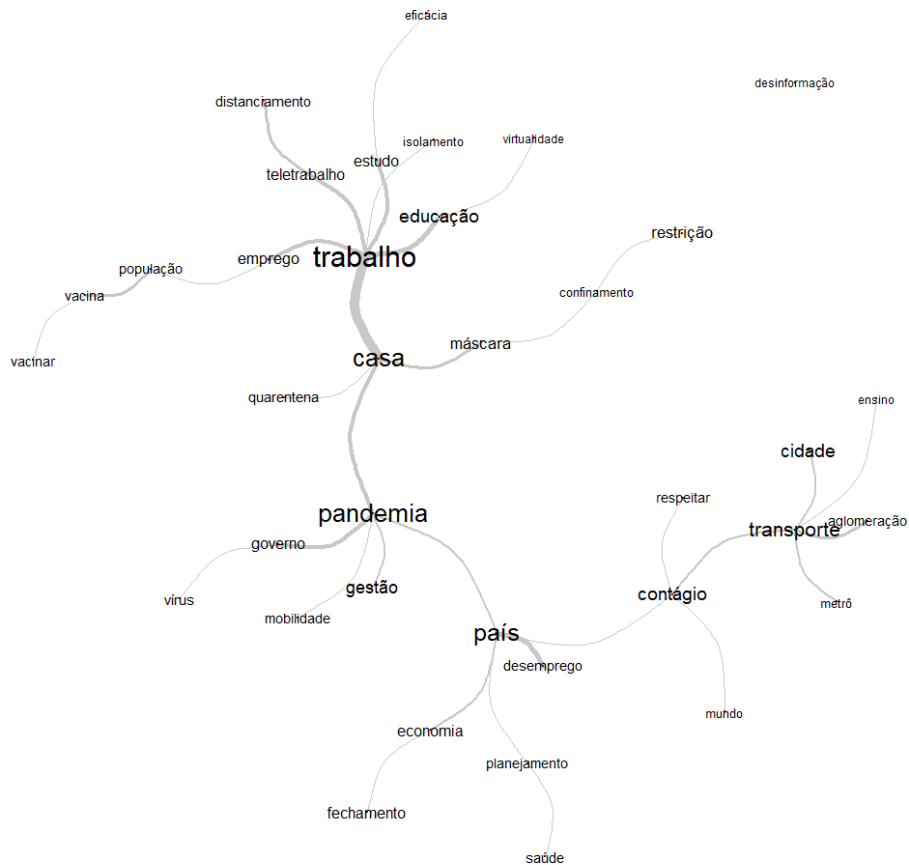 eficácia
desinformação
distanciamento
isolamento
virtualidade
estudo
teletrabalho
educação
restrição
trabalho
emprego
população
vacina
confinamento
máscara
casa
vacinar
quarentena
ensino
cidade
respeitar
pandemia
aglomeração
transporte
governo
gestão
contágio
vírus
metrô
mobilidade
país
desemprego
mundo
economia
planejamento
fechamento
saúde